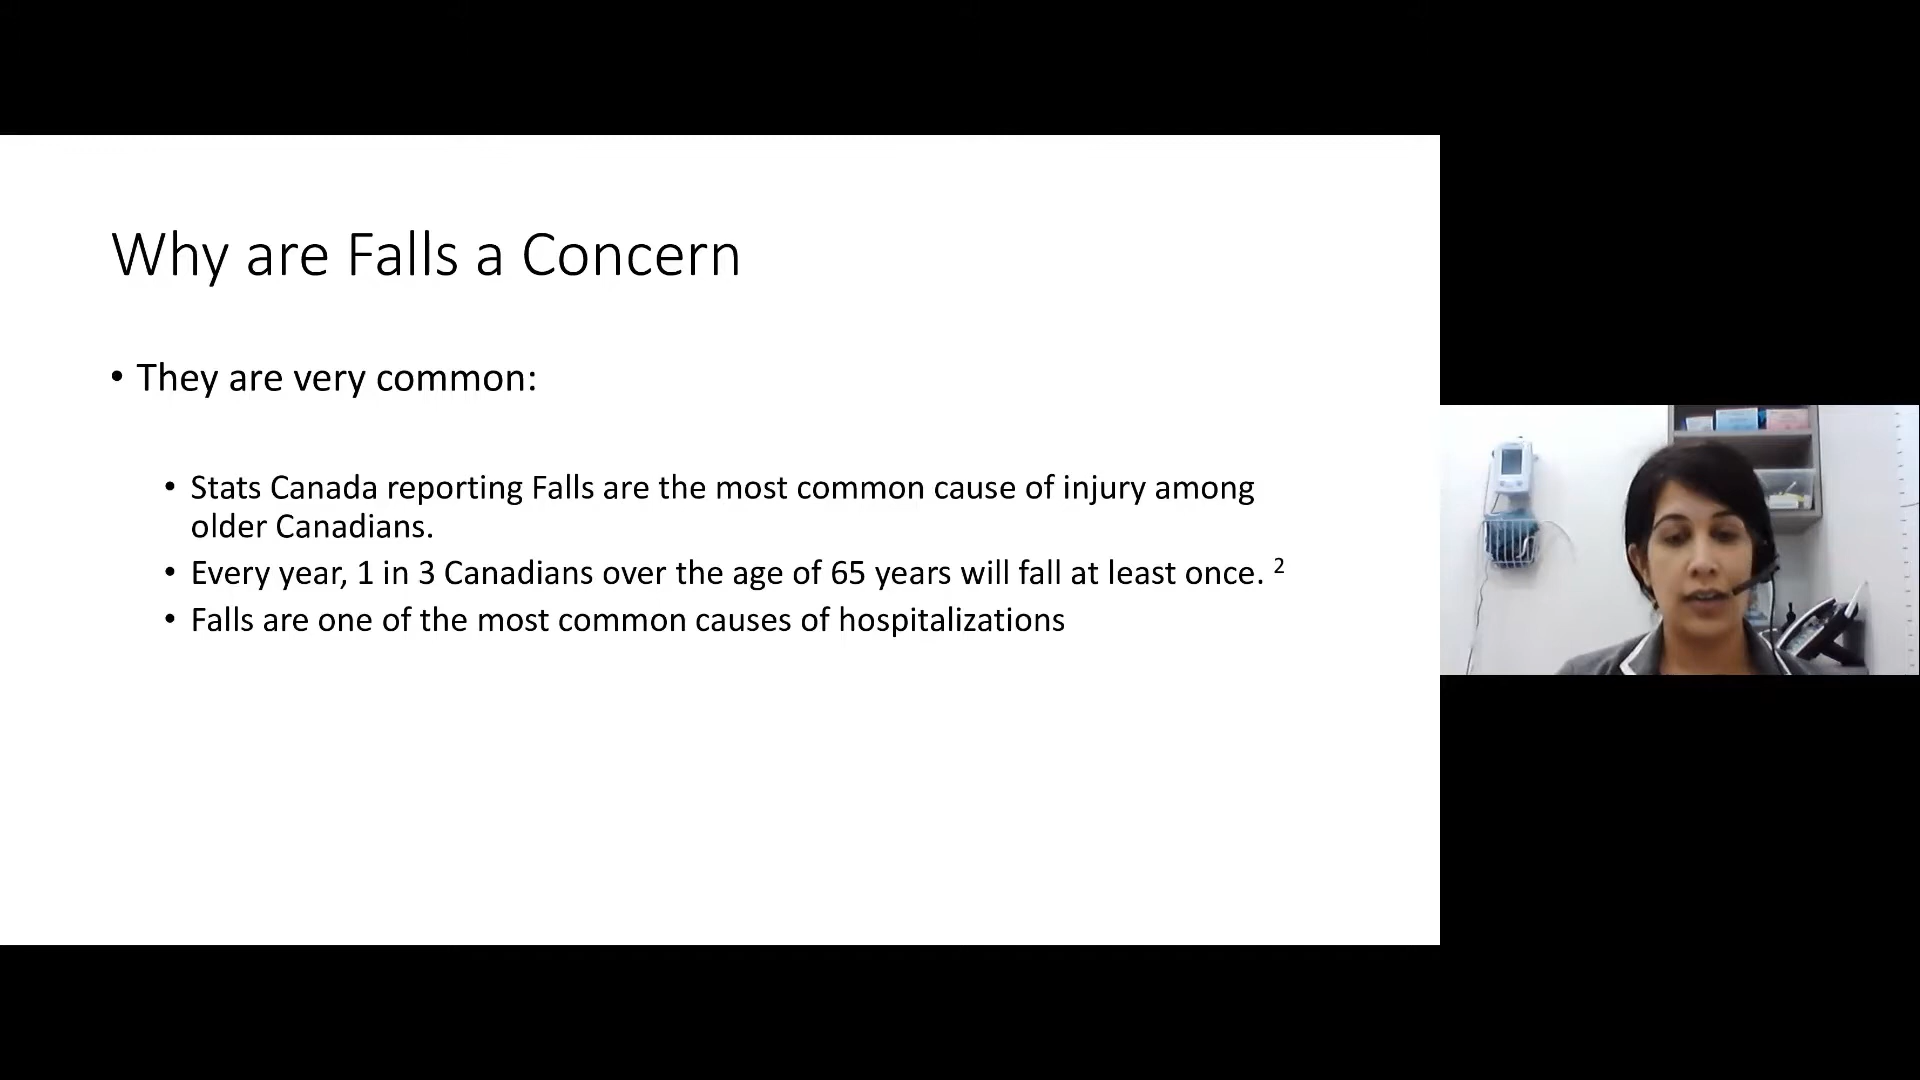 Why are Falls a Concern
• They are very common:
• Stats Canada reporting Falls are the most common cause of injury among
older Canadians.
• Every year, 1 in 3 Canadians over the age of 65 years will fall at least once. 2
• Falls are one of the most common causes of hospitalizations